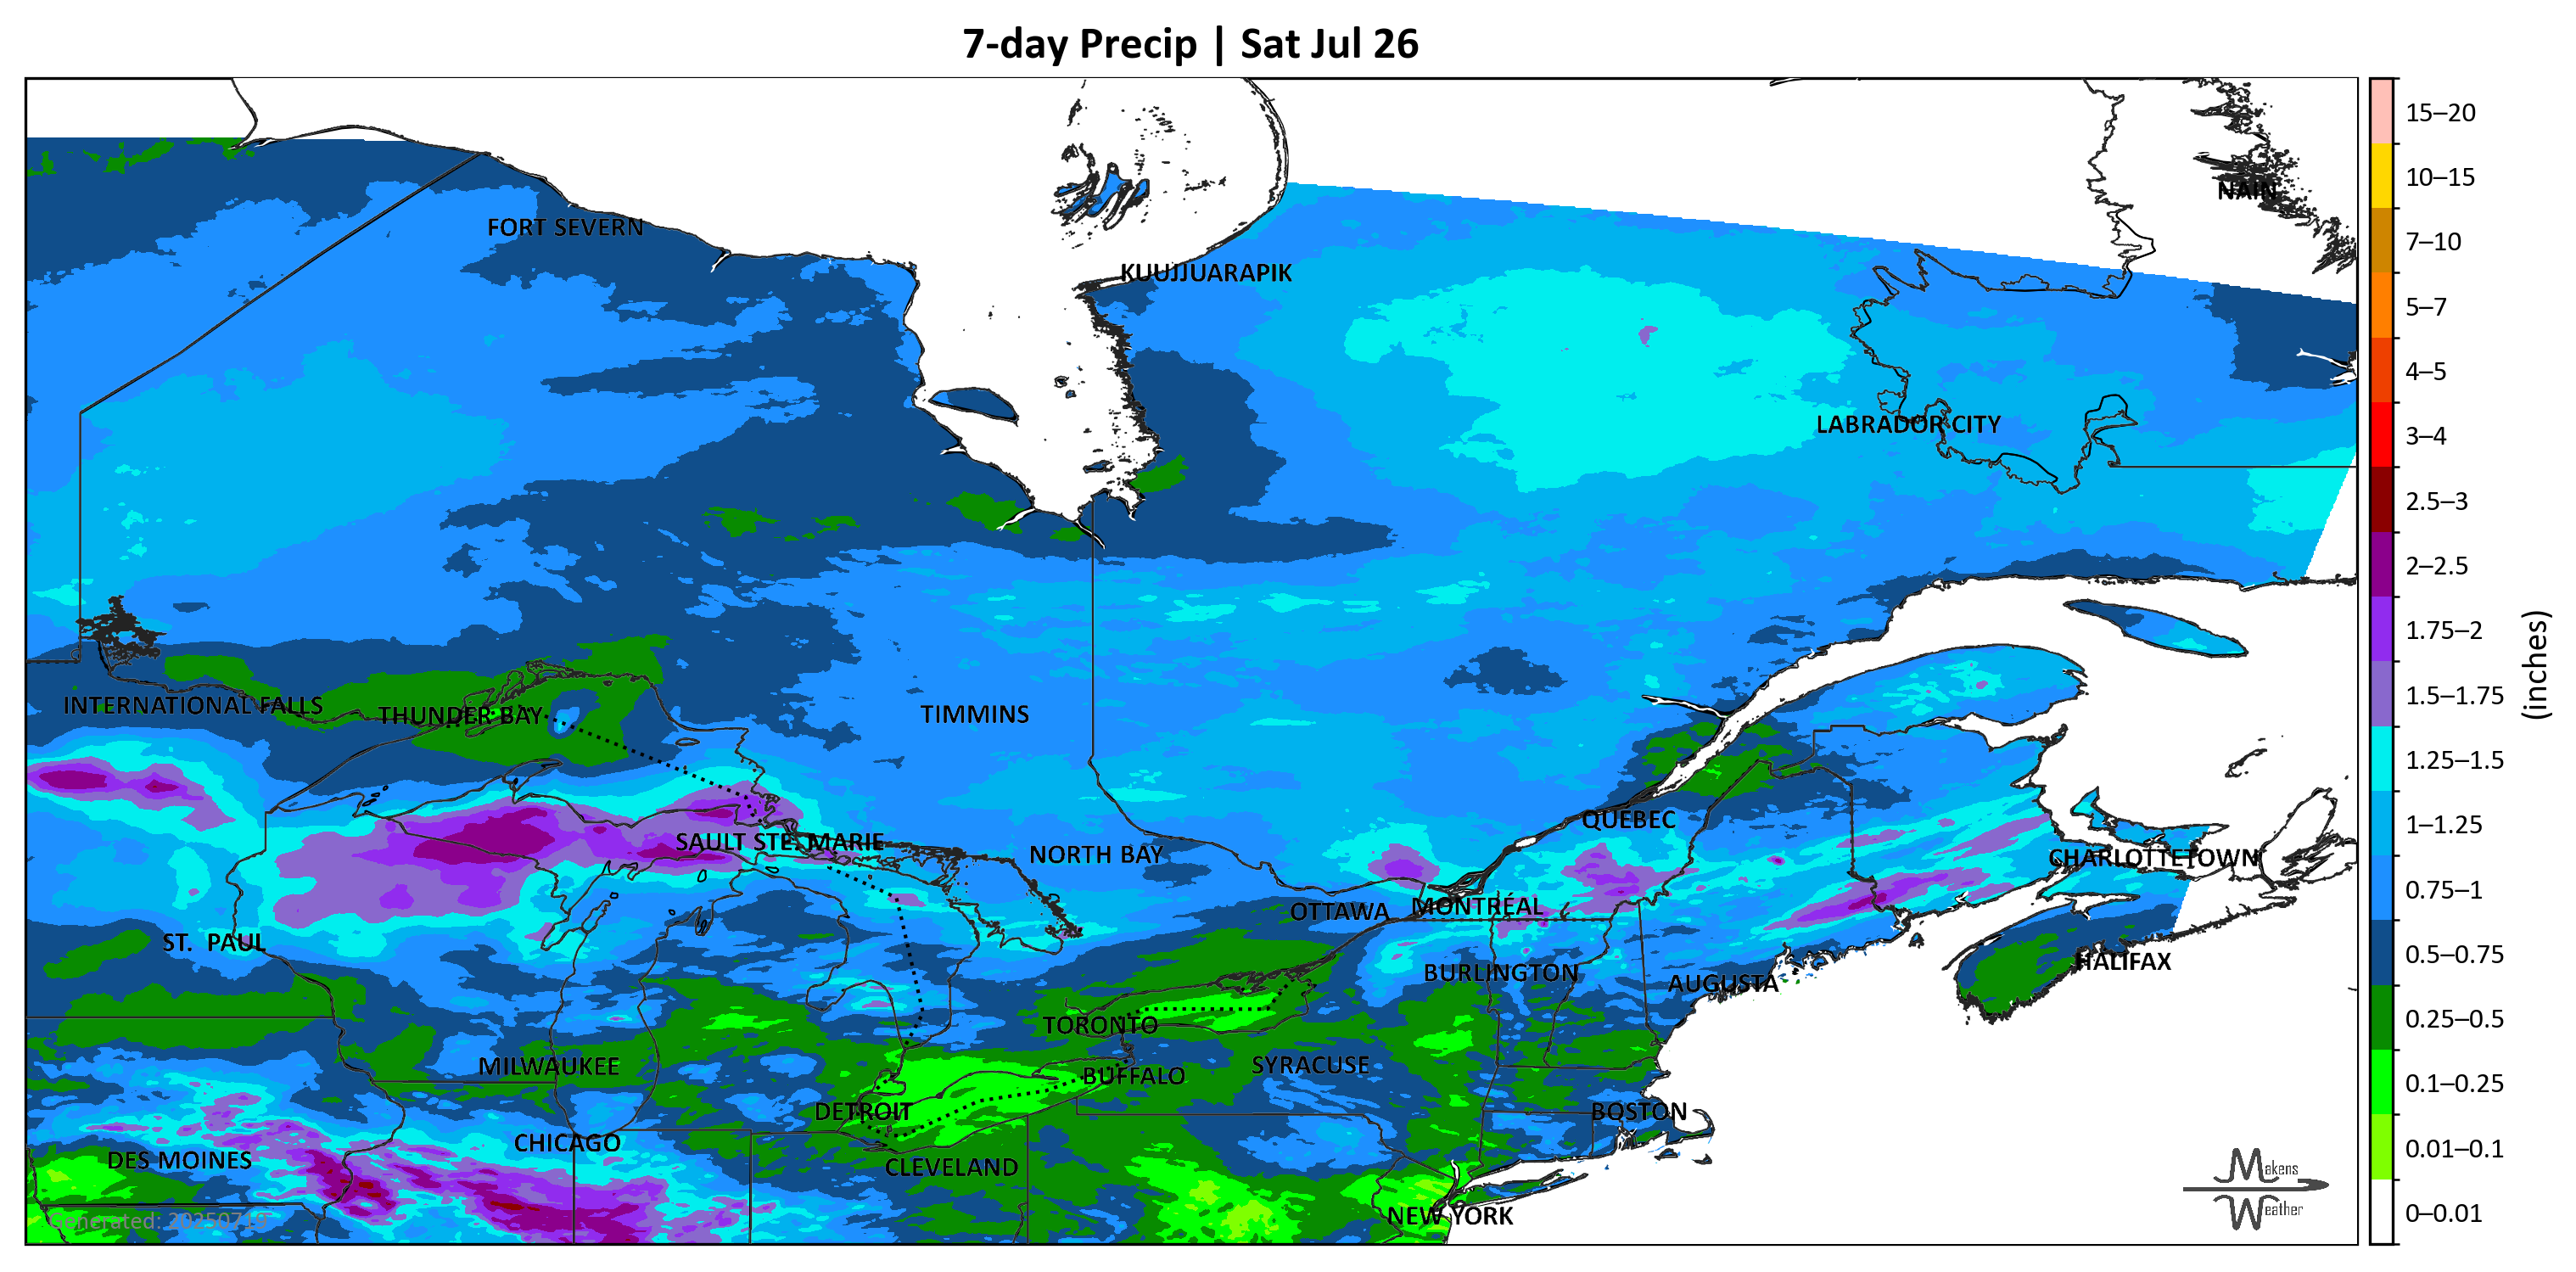 7-day Precip | Sat Jul 26
NAIN
FORT SEVERN
KUUJJUARAPIK
LABRADOR CITY
INTERNATIONAL FALLS
THUNDER BAY
TIMMINS
QUEBEC
SAULT STE. MARIE
NORTH BAY
CHARLOTTETOWN
OTTAWA
MONTRÉAL
ST. PAUL
BURLINGTON
HALIFAX
AUGUSTA
TORONTO
MILWAUKEE
SYRACUSE
BUFFALO
DETROIT
BOSTON
CHICAGO
DES MOINES
CLEVELAND
NEW YORK
Generated: 20250719
Makens
Weather
15–20
10–15
7–10
5–7
4–5
3–4
2.5–3
2–2.5
1.75–2
1.5–1.75
1.25–1.5
1–1.25
0.75–1
0.5–0.75
0.25–0.5
0.1–0.25
0.01–0.1
0–0.01
(inches)